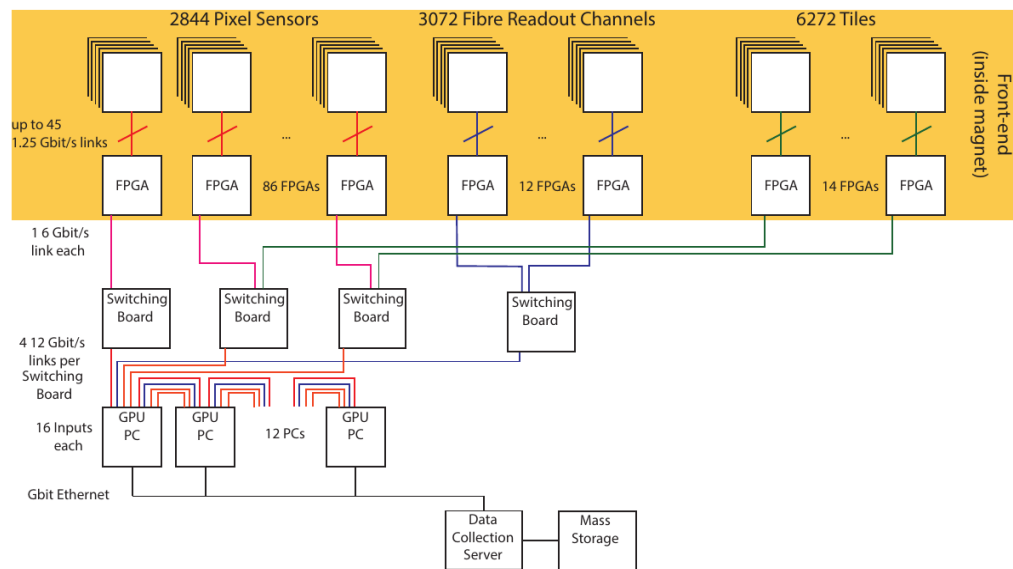 2844 Pixel Sensors
3072 Fibre Readout Channels
6272 Tiles
Front-end
(inside magnet)
up to 45
1.25 Gbit/s links
...
...
...
FPGA
FPGA
86 FPGAs
FPGA
FPGA
12 FPGAs
FPGA
FPGA
14 FPGAs
FPGA
1 6 Gbit/s
link each
Switching
Board
Switching
Board
Switching
Board
Switching
Board
4 12 Gbit/s
links per
Switching
Board
16 Inputs
each
GPU
PC
GPU
PC
12 PCs
GPU
PC
Gbit Ethernet
Data
Collection
Server
Mass
Storage